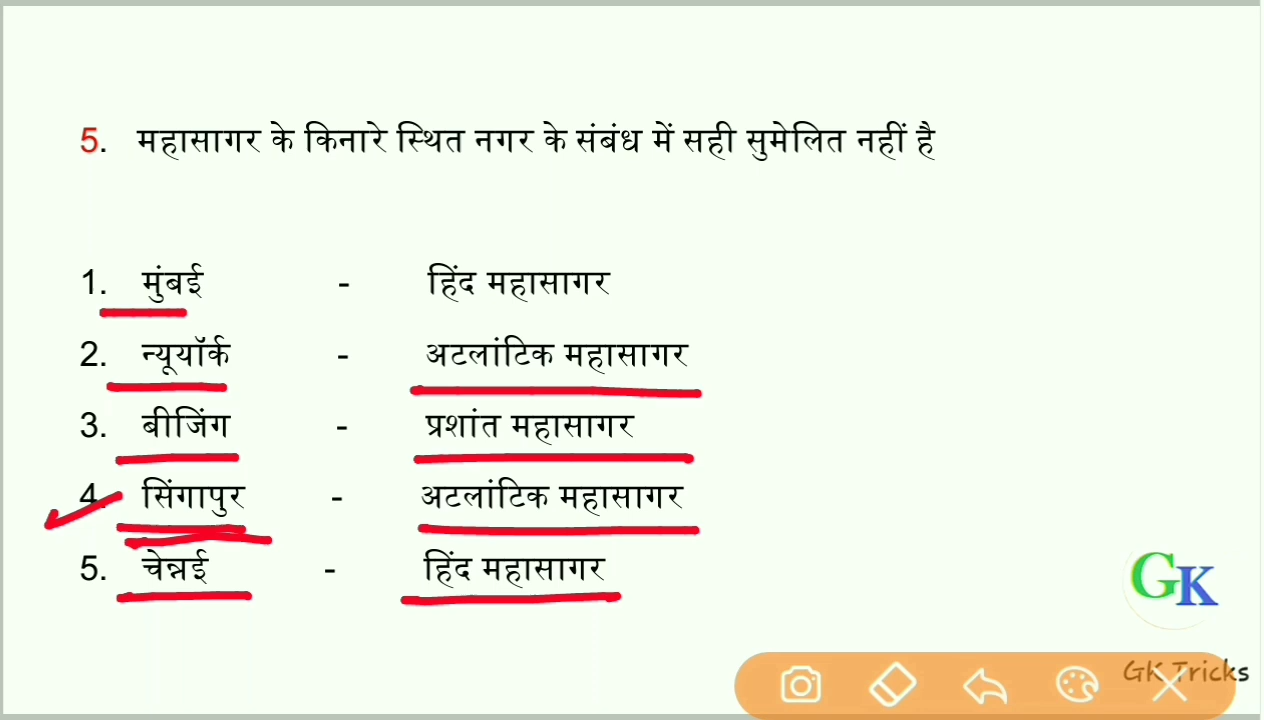 5. महासागर के किनारे स्थित नगर के संबंध में सही सुमेलित नहीं है
1. मुंबई - हिंद महासागर
2. न्यूयॉर्क - अटलांटिक महासागर
3. बीजिंग - प्रशांत महासागर
4. सिंगापुर - अटलांटिक महासागर
5. चेन्नई - हिंद महासागर
GK
GK Tricks